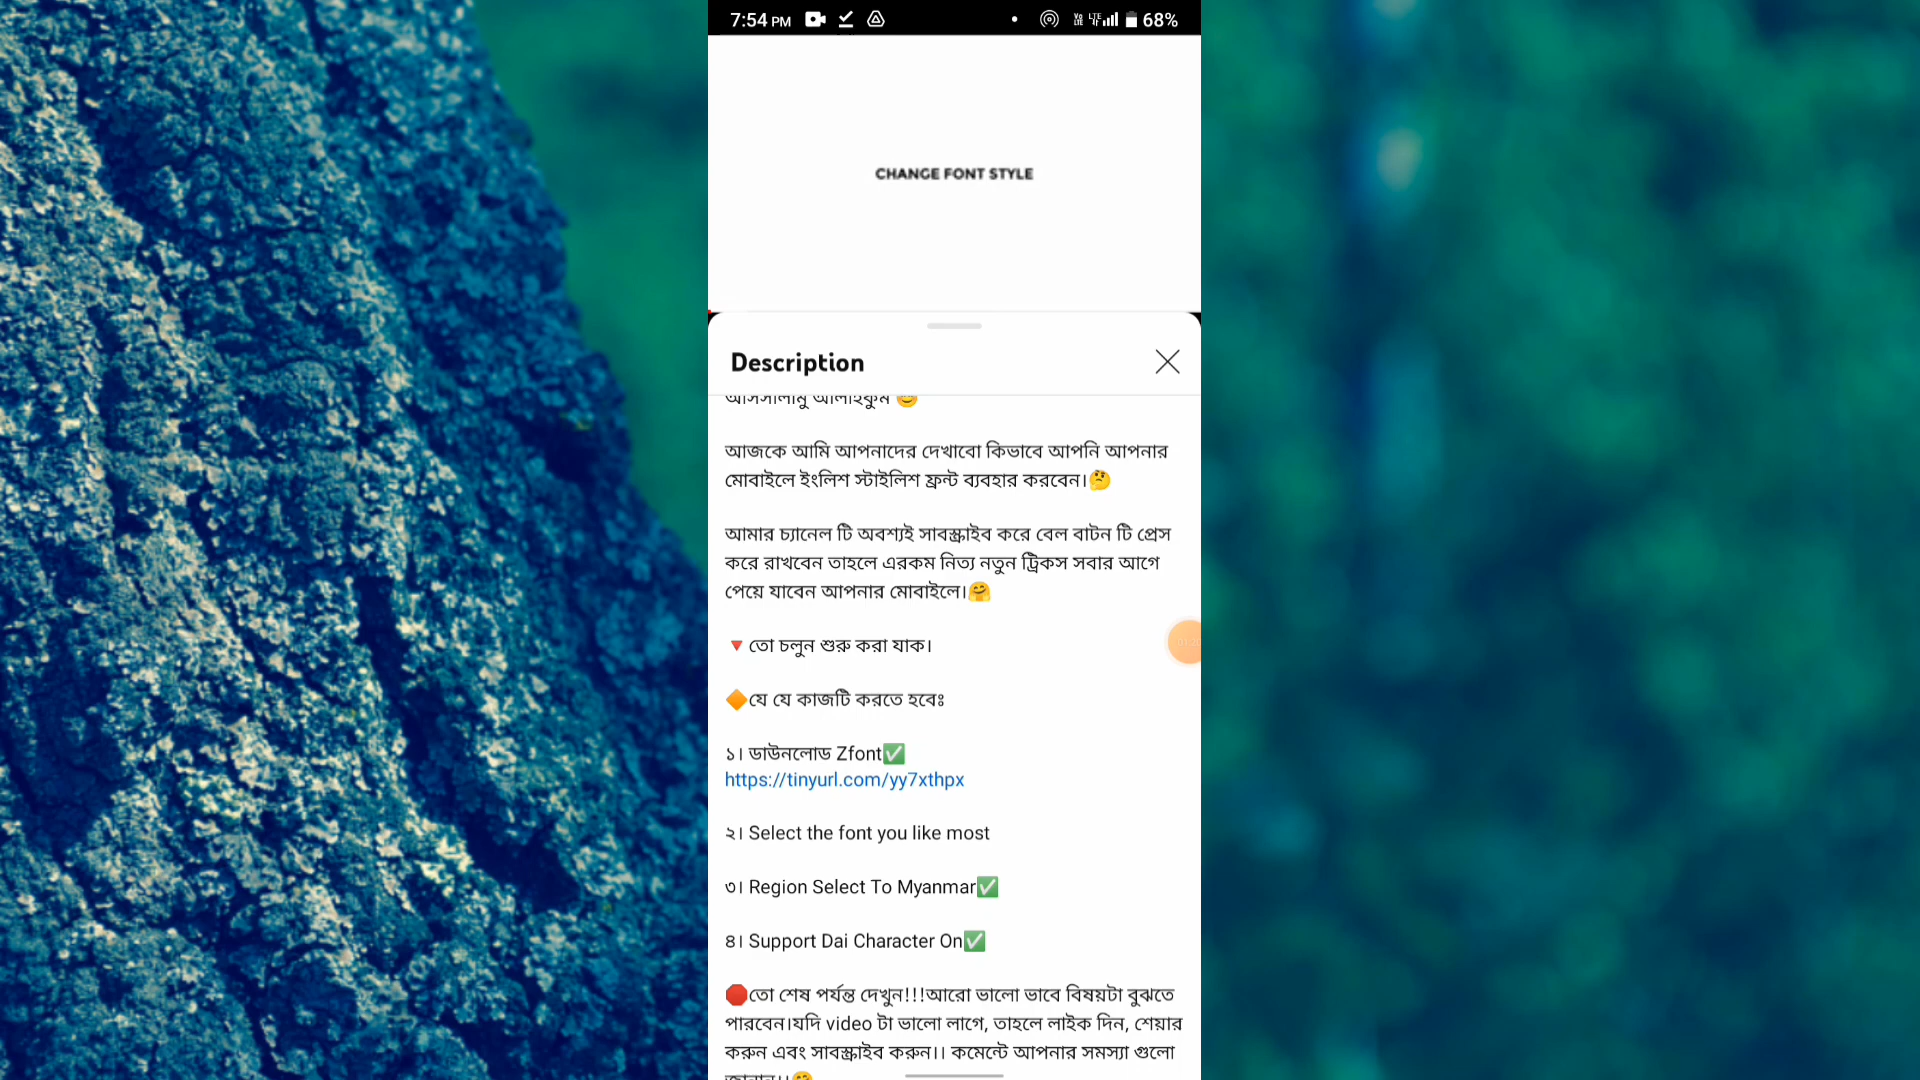 7:54 PM
68%
CHANGE FONT STYLE
Description
আসসালামু আলাইকুম 😊
আজকে আমি আপনাদের দেখাবো কিভাবে আপনি আপনার
মোবাইলে ইংলিশ স্টাইলিশ ফ্রন্ট ব্যবহার করবেন।🤔
আমার চ্যানেল টি অবশ্যই সাবস্ক্রাইব করে বেল বাটন টি প্রেস
করে রাখবেন তাহলে এরকম নিত্য নতুন ট্রিকস সবার আগে
পেয়ে যাবেন আপনার মোবাইলে।🤗
🔻তো চলুন শুরু করা যাক।
🔶যে যে কাজটি করতে হবেঃ
১। ডাউনলোড Zfont✅
https://tinyurl.com/yy7xthpx
২। Select the font you like most
৩। Region Select To Myanmar✅
৪। Support Dai Character On✅
🛑তো শেষ পর্যন্ত দেখুন!!!আরো ভালো ভাবে বিষয়টা বুঝতে
পারবেন।যদি video টা ভালো লাগে, তাহলে লাইক দিন, শেয়ার
করুন এবং সাবস্ক্রাইব করুন।। কমেন্টে আপনার সমস্যা গুলো